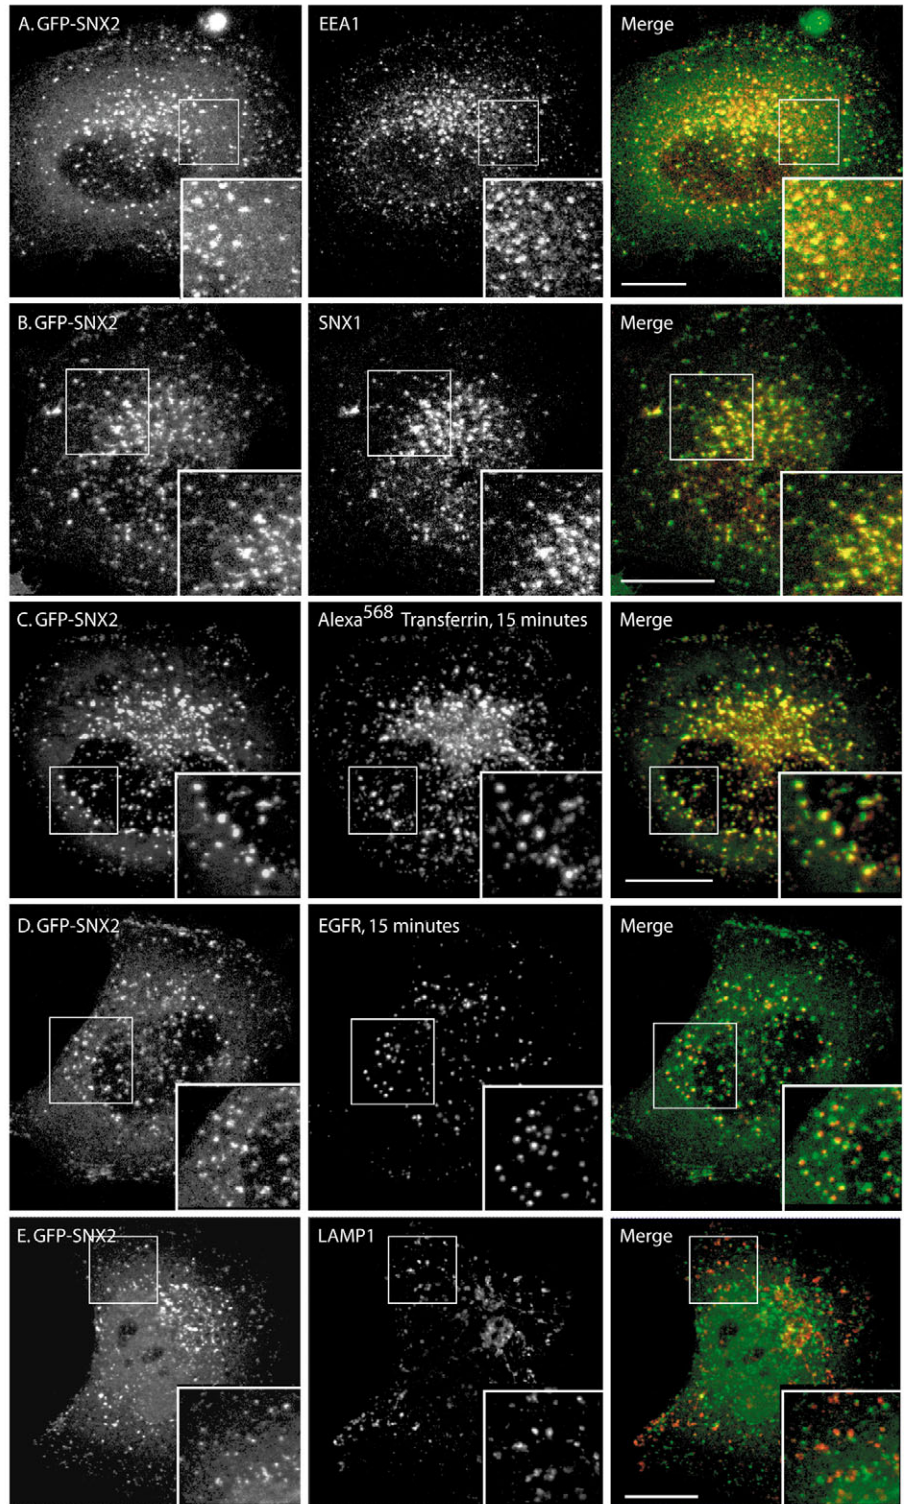 A. GFP-SNX2 EEA1 Merge
B. GFP-SNX2 SNX1 Merge
C. GFP-SNX2 Alexa568 Transferrin, 15 minutes Merge
D. GFP-SNX2 EGFR, 15 minutes Merge
E. GFP-SNX2 LAMP1 Merge